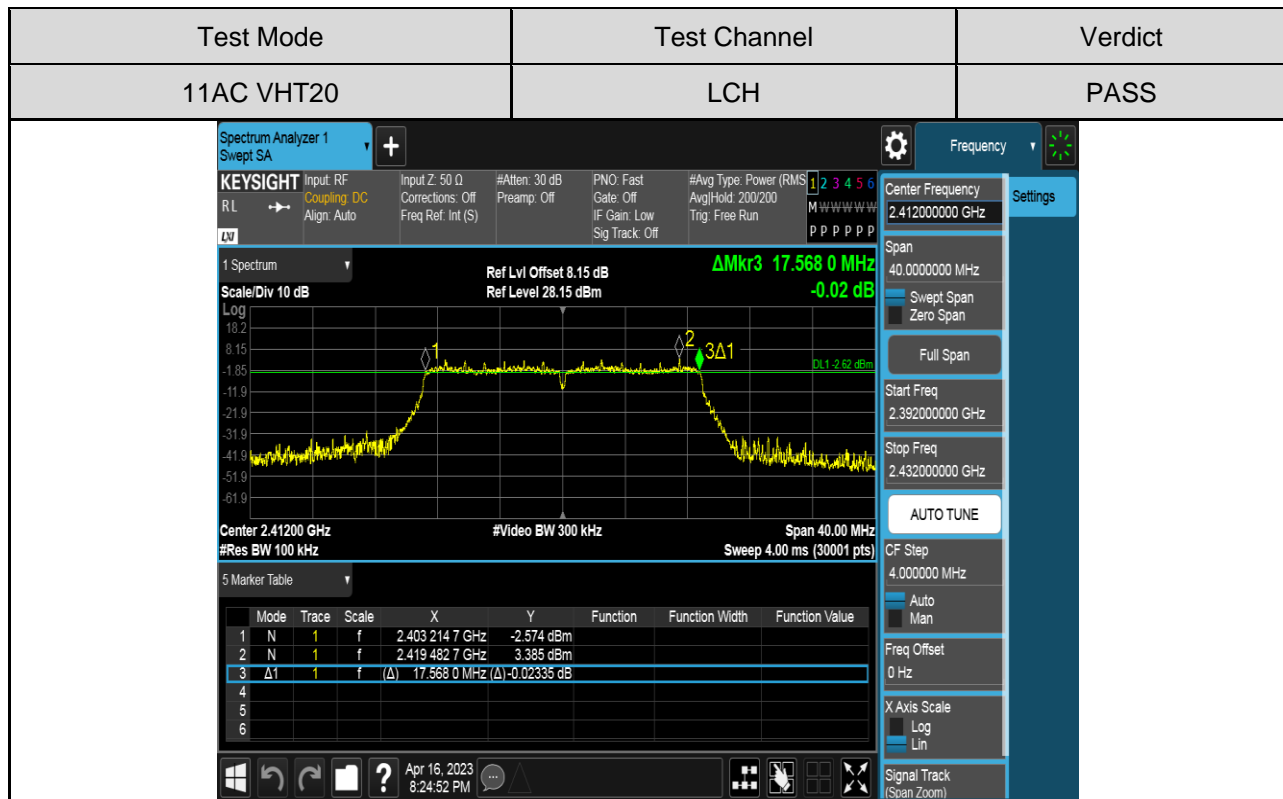 Test Mode Test Channel Verdict
11AC VHT20 LCH PASS
Spectrum Analyzer 1
Swept SA
+
Frequency
KEYSIGHT Input: RF Input Z: 50 Ω #Atten: 30 dB PNO: Fast #Avg Type: Power (RMS 1 2 3 4 5 6
RL Coupling: DC Corrections: Off Preamp: Off Gate: Off Avg|Hold: 200/200 M W W W W W
Align: Auto Freq Ref: Int (S) IF Gain: Low Trig: Free Run
LXI Sig Track: Off P P P P P P
1 Spectrum Ref Lvl Offset 8.15 dB ΔMkr3 17.568 0 MHz
Scale/Div 10 dB Ref Level 28.15 dBm -0.02 dB
Log
18.2
8.15
-1.85
-11.9
-21.9
-31.9
-41.9
-51.9
-61.9
1
2
3Δ1
DL1 -2.62 dBm
Center 2.41200 GHz #Video BW 300 kHz Span 40.00 MHz
#Res BW 100 kHz Sweep 4.00 ms (30001 pts)
5 Marker Table
Mode Trace Scale X Y Function Function Width Function Value
1 N 1 f 2.403 214 7 GHz -2.574 dBm
2 N 1 f 2.419 482 7 GHz 3.385 dBm
3 Δ1 1 f (Δ) 17.568 0 MHz (Δ) -0.02335 dB
4
5
6
? Apr 16, 2023
8:24:52 PM
Center Frequency
2.412000000 GHz
Settings
Span
40.0000000 MHz
Swept Span
Zero Span
Full Span
Start Freq
2.392000000 GHz
Stop Freq
2.432000000 GHz
AUTO TUNE
CF Step
4.000000 MHz
Auto
Man
Freq Offset
0 Hz
X Axis Scale
Log
Lin
Signal Track
(Span Zoom)